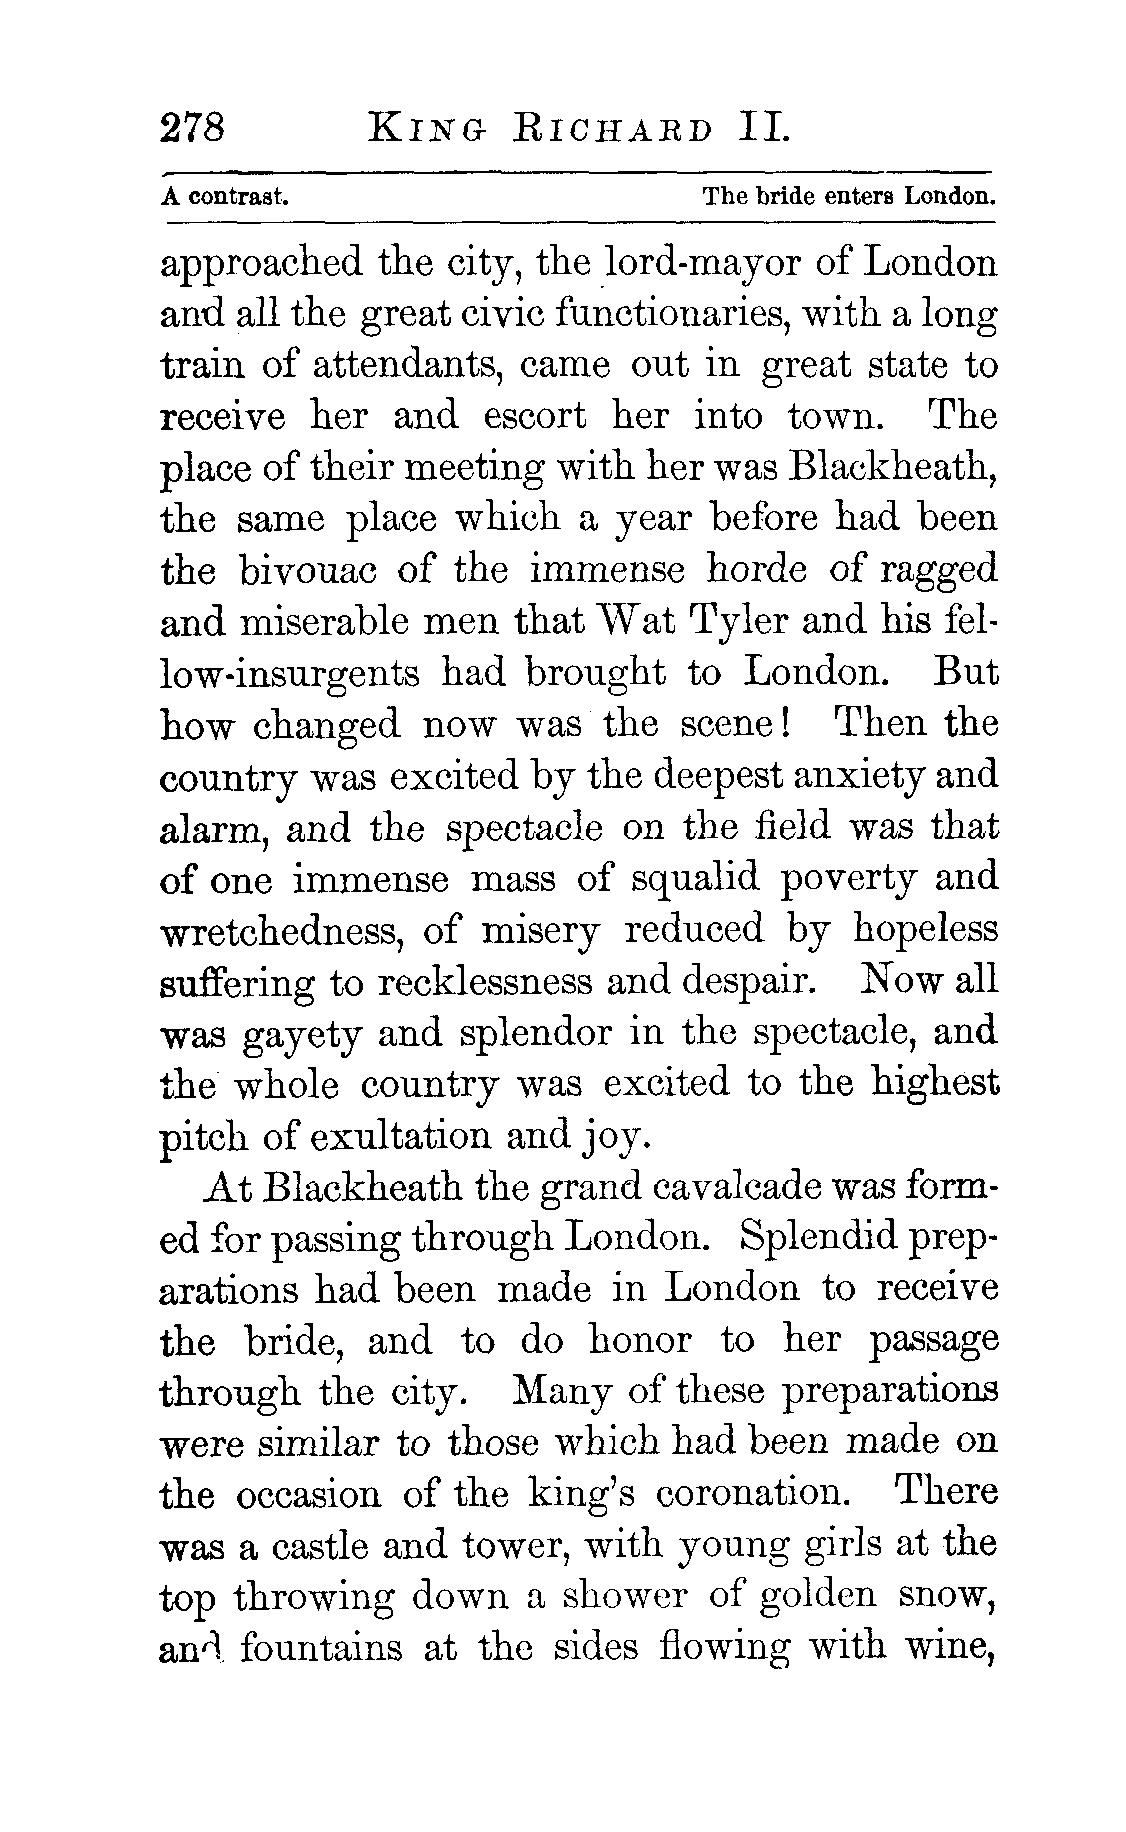 278 KING RICHARD II.
A contrast. The bride enters London.
approached the city, the lord-mayor of London
and all the great civic functionaries, with a long
train of attendants, came out in great state to
receive her and escort her into town. The
place of their meeting with her was Blackheath,
the same place which a year before had been
the bivouac of the immense horde of ragged
and miserable men that Wat Tyler and his fel-
low-insurgents had brought to London. But
how changed now was the scene! Then the
country was excited by the deepest anxiety and
alarm, and the spectacle on the field was that
of one immense mass of squalid poverty and
wretchedness, of misery reduced by hopeless
suffering to recklessness and despair. Now all
was gayety and splendor in the spectacle, and
the whole country was excited to the highest
pitch of exultation and joy.
At Blackheath the grand cavalcade was form-
ed for passing through London. Splendid prep-
arations had been made in London to receive
the bride, and to do honor to her passage
through the city. Many of these preparations
were similar to those which had been made on
the occasion of the king's coronation. There
was a castle and tower, with young girls at the
top throwing down a shower of golden snow,
and fountains at the sides flowing with wine,